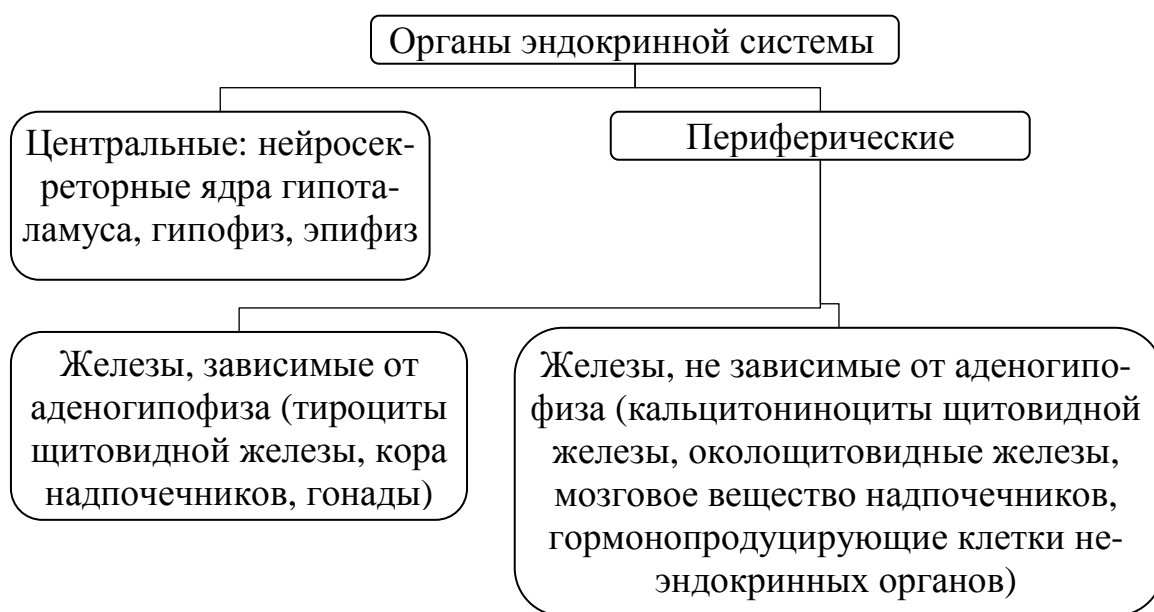 Органы эндокринной системы
Центральные: нейросек-
реторные ядра гипота-
ламуса, гипофиз, эпифиз
Периферические
Железы, зависимые от
аденогипофиза (тироциты
щитовидной железы, кора
надпочечников, гонады)
Железы, не зависимые от аденогипо-
физа (кальцитониноциты щитовидной
железы, околощитовидные железы,
мозговое вещество надпочечников,
гормонопродуцирующие клетки не-
эндокринных органов)